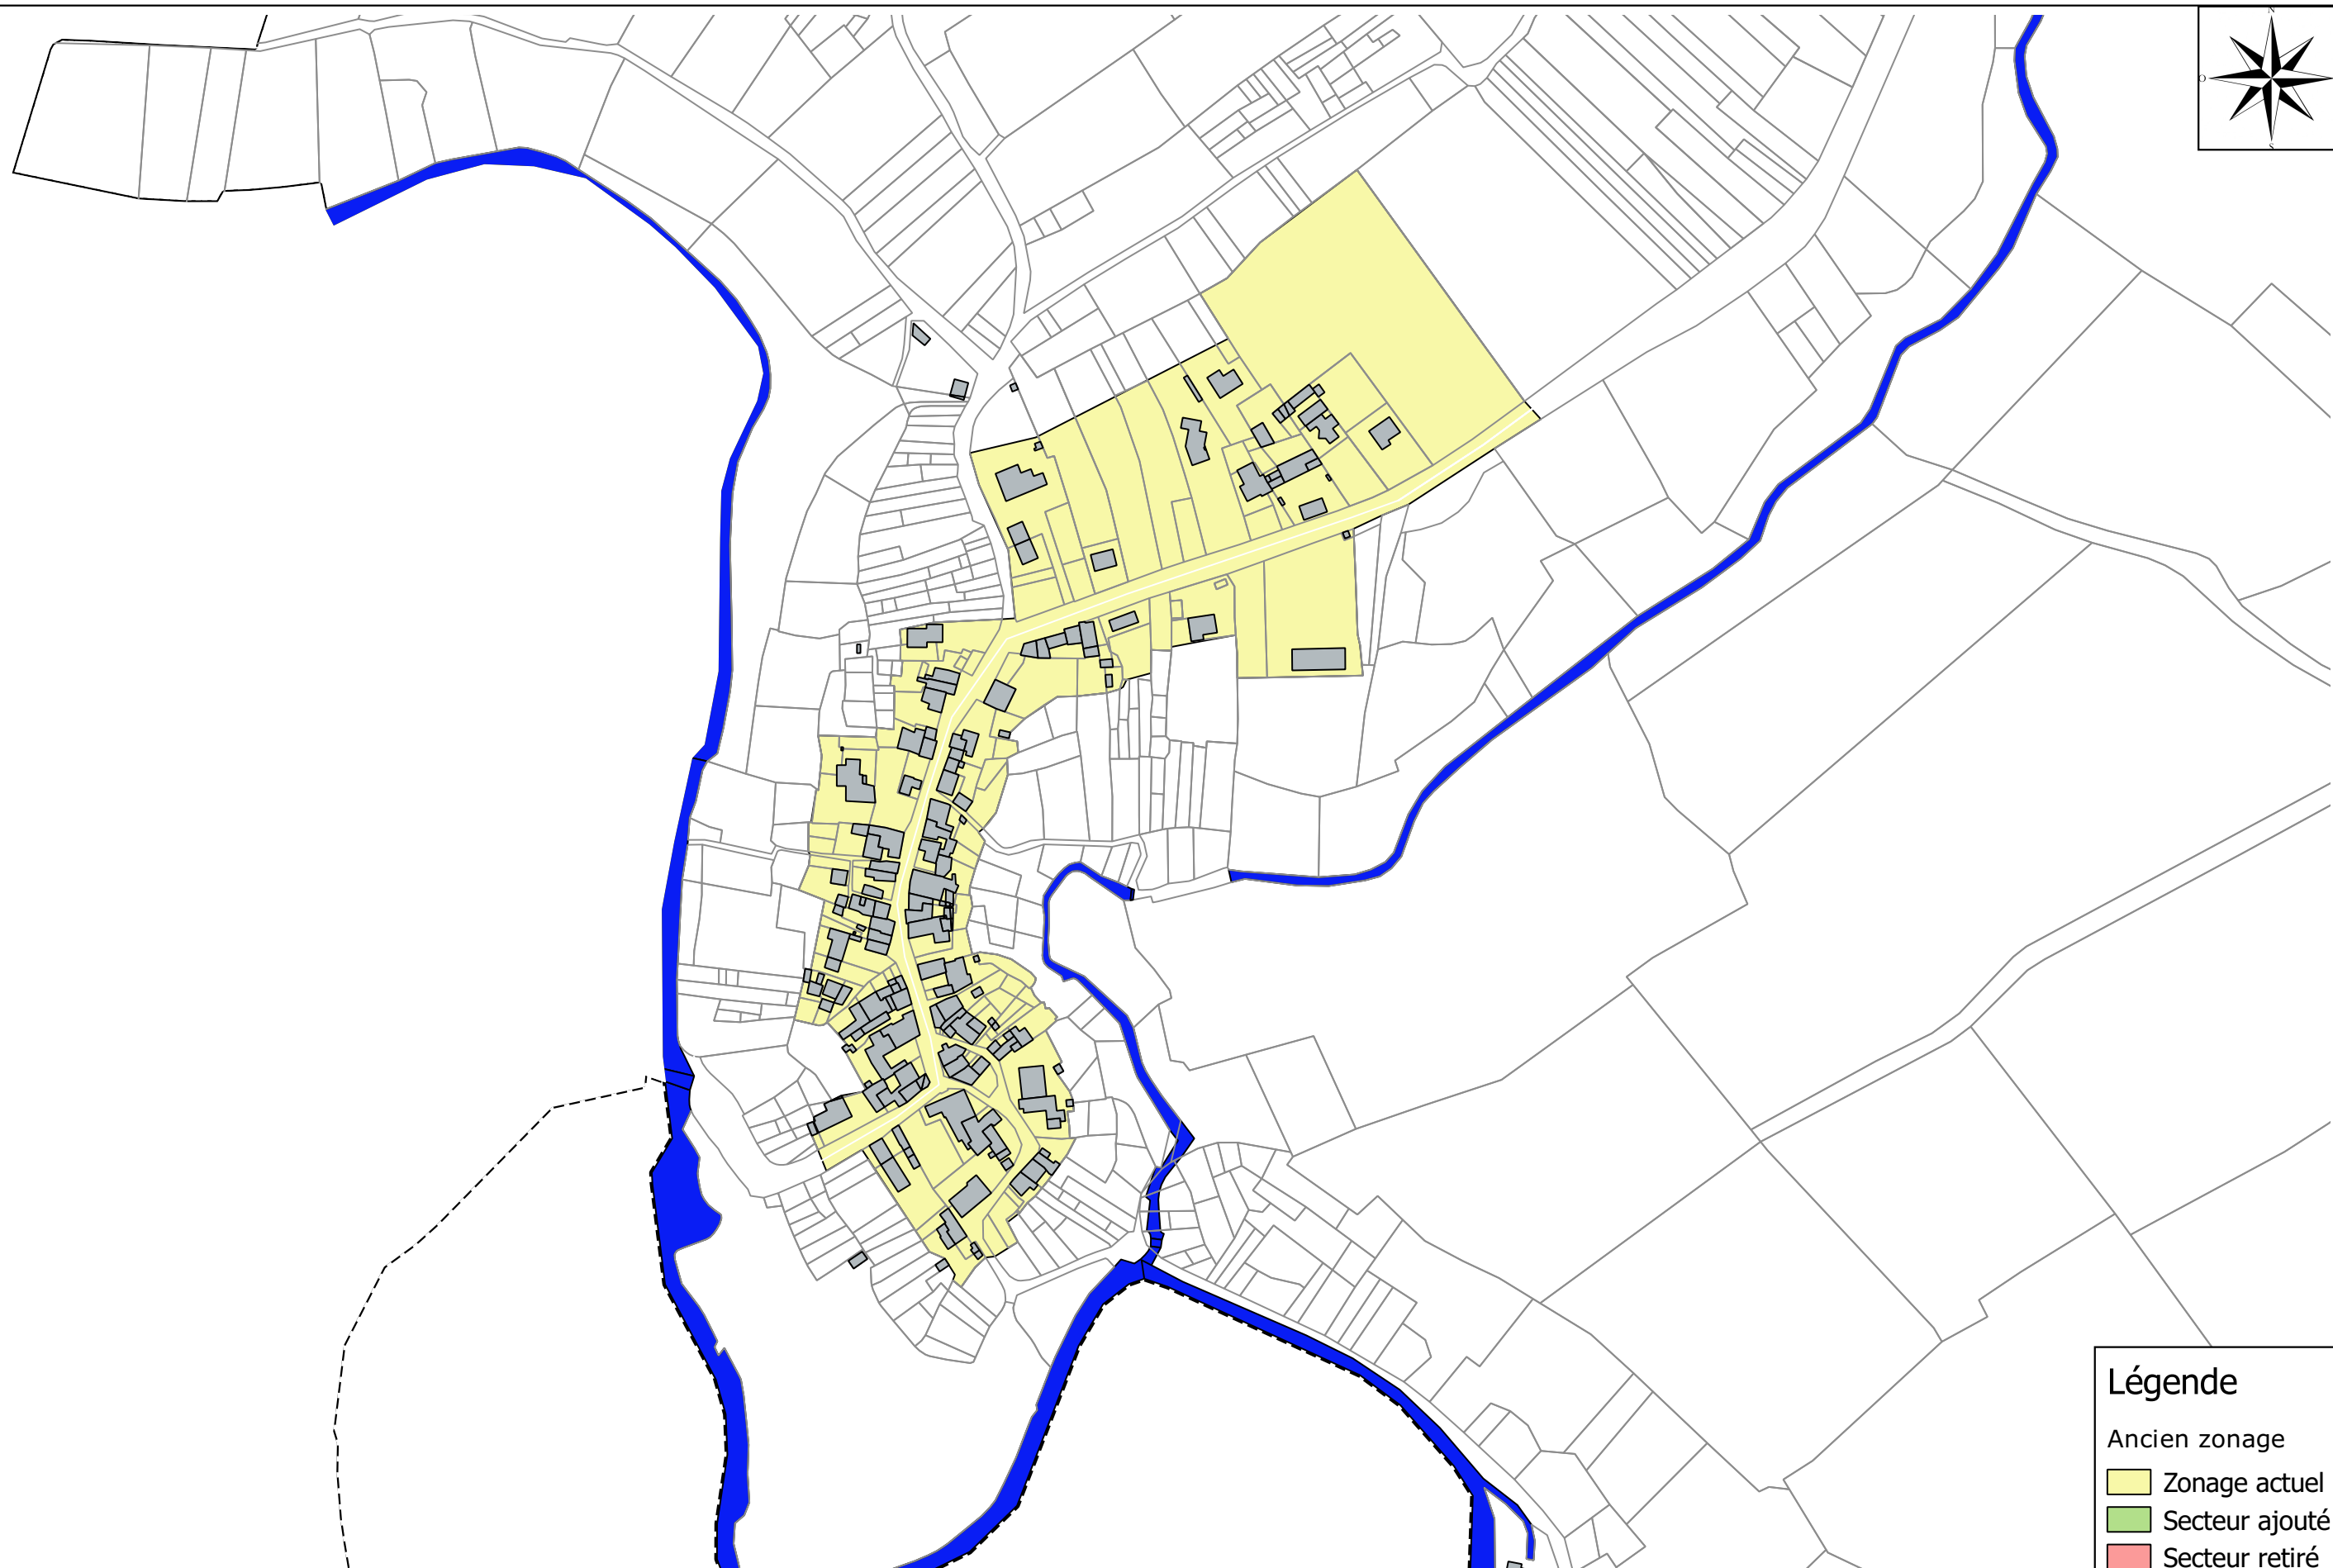 N
O
S
Légende
Ancien zonage
Zonage actuel
Secteur ajouté
Secteur retiré